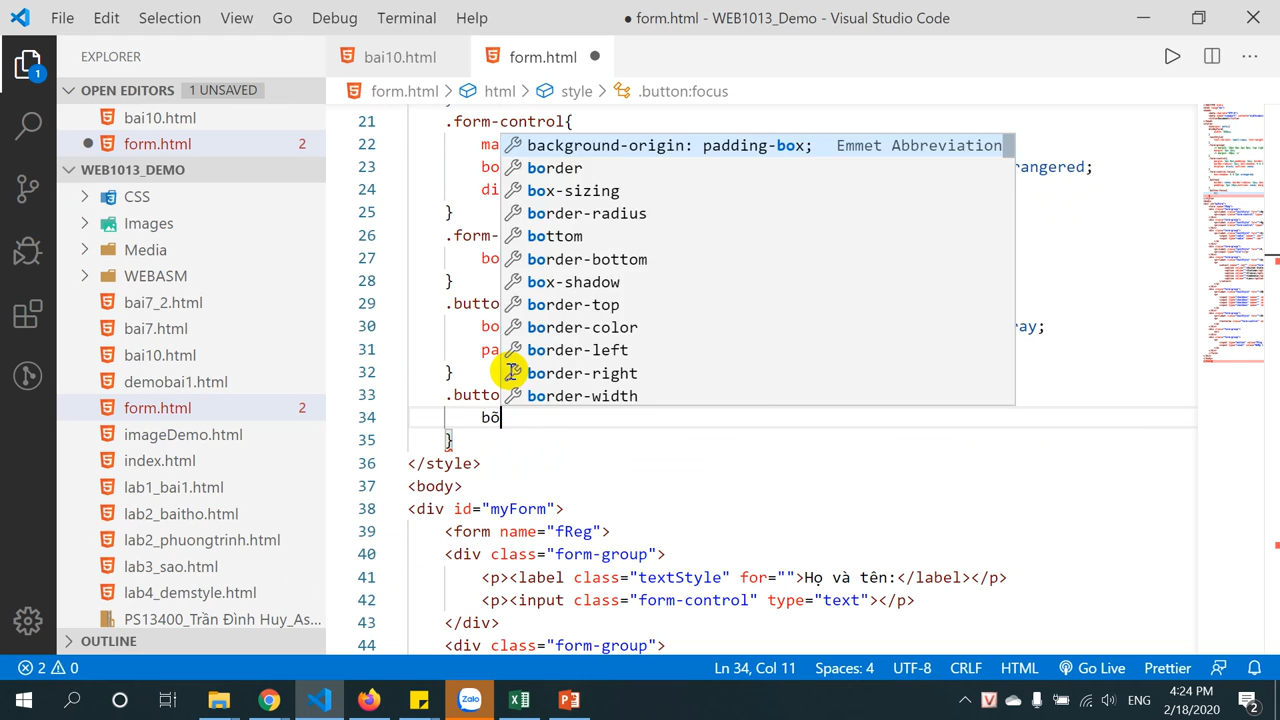 File Edit Selection View Go Debug Terminal Help
● form.html - WEB1013_Demo - Visual Studio Code
EXPLORER
OPEN EDITORS 1 UNSAVED
bai10.html
form.html 2
WEB1013_DEMO
CSS
Images
Media
WEBASM
bai7_2.html
bai7.html
bai10.html
demobai1.html
form.html 2
imageDemo.html
index.html
lab1_bai1.html
lab2_baitho.html
lab2_phuongtrinh.html
lab3_sao.html
lab4_demstyle.html
PS13400_Trần Đình Huy_As...
OUTLINE
1
bai10.html
form.html ●
form.html > html > style > .button:focus
21 .form-control{
22 ma
23 bo rangered;
24 di
25 }
26 .form-
27 bo
28 }
29 .butto
30 bo ray;
31 pa
32 }
33 .butto
34 bõ
35 }
36 </style>
37 <body>
38 <div id="myForm">
39 <form name="fReg">
40 <div class="form-group">
41 <p><label class="textStyle" for="">Họ và tên:</label></p>
42 <p><input class="form-control" type="text"></p>
43 </div>
44 <div class="form-group">
background-origin: padding-box; Emmet Abbreviation
border
box-sizing
border-radius
bottom
border-bottom
box-shadow
border-top
border-color
border-left
border-right
border-width
2 0
Ln 34, Col 11 Spaces: 4 UTF-8 CRLF HTML Go Live Prettier
Zalo
ENG
4:24 PM
2/18/2020
2